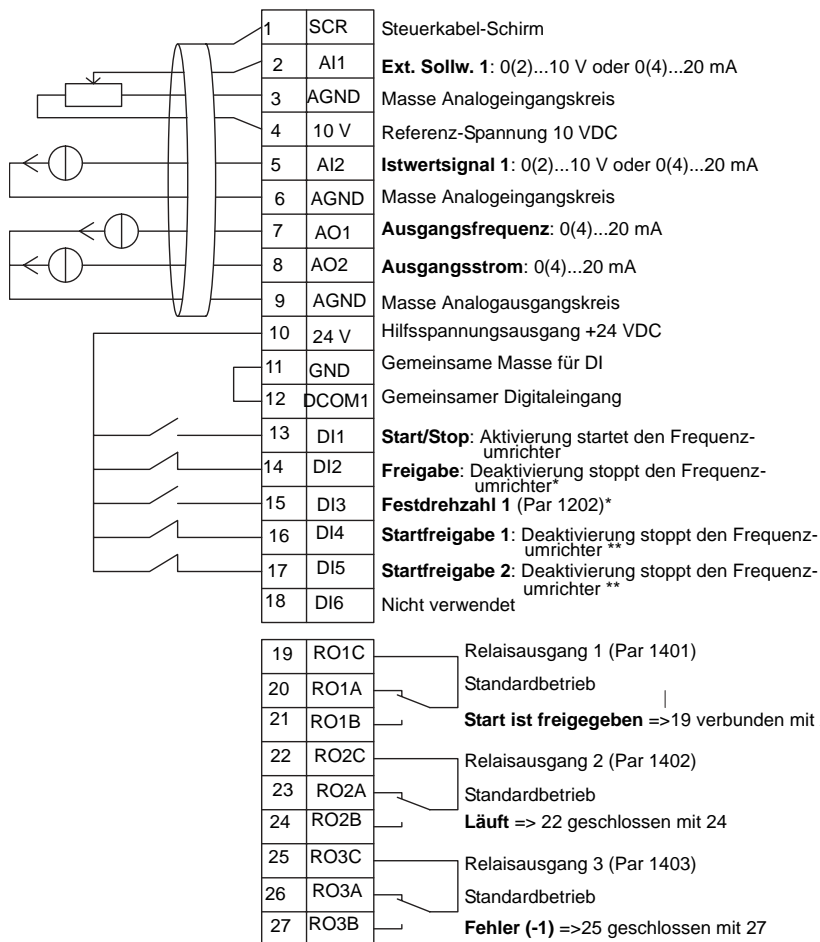 1 SCR Steuerkabel-Schirm
2 AI1 Ext. Sollw. 1: 0(2)...10 V oder 0(4)...20 mA
3 AGND Masse Analogeingangskreis
4 10 V Referenz-Spannung 10 VDC
5 AI2 Istwertsignal 1: 0(2)...10 V oder 0(4)...20 mA
6 AGND Masse Analogeingangskreis
7 AO1 Ausgangsfrequenz: 0(4)...20 mA
8 AO2 Ausgangsstrom: 0(4)...20 mA
9 AGND Masse Analogausgangskreis
10 24 V Hilfsspannungsausgang +24 VDC
11 GND Gemeinsame Masse für DI
12 DCOM1 Gemeinsamer Digitaleingang
13 DI1 Start/Stop: Aktivierung startet den Frequenz-
umrichter
14 DI2 Freigabe: Deaktivierung stoppt den Frequenz-
umrichter*
15 DI3 Festdrehzahl 1 (Par 1202)*
16 DI4 Startfreigabe 1: Deaktivierung stoppt den Frequenz-
umrichter **
17 DI5 Startfreigabe 2: Deaktivierung stoppt den Frequenz-
umrichter **
18 DI6 Nicht verwendet
19 RO1C Relaisausgang 1 (Par 1401)
20 RO1A Standardbetrieb
21 RO1B Start ist freigegeben =>19 verbunden mit
22 RO2C Relaisausgang 2 (Par 1402)
23 RO2A Standardbetrieb
24 RO2B Läuft => 22 geschlossen mit 24
25 RO3C Relaisausgang 3 (Par 1403)
26 RO3A Standardbetrieb
27 RO3B Fehler (-1) =>25 geschlossen mit 27